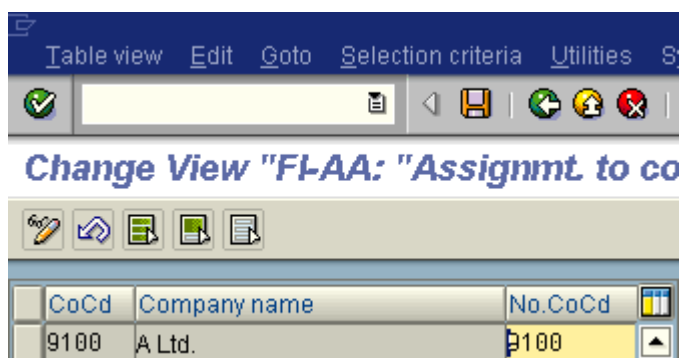 Table view Edit Goto Selection criteria Utilities S
Change View "FI-AA: "Assignmt. to co
CoCd Company name No.CoCd
9100 A Ltd. 9100